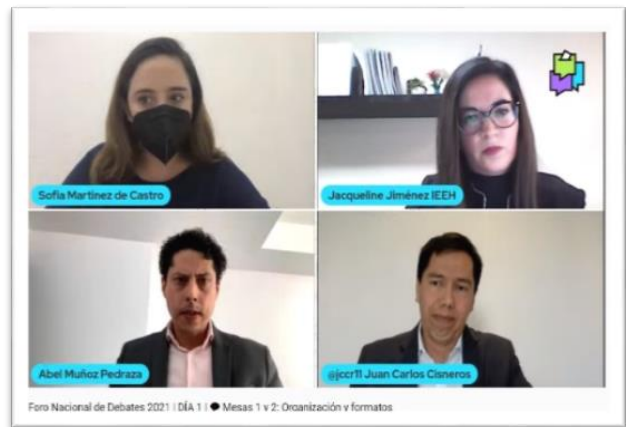 Sofía Martínez de Castro
Jacqueline Jiménez IEEH
Abel Muñoz Pedraza
@jccr11 Juan Carlos Cisneros
Foro Nacional de Debates 2021 | DÍA 1 | 💬 Mesas 1 y 2: Organización y formatos